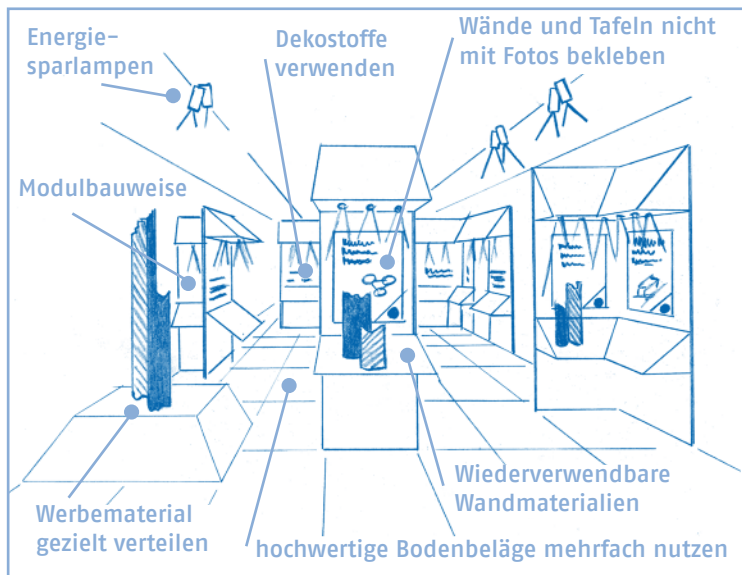 Energie-
sparlampen
Dekostoffe
verwenden
Wände und Tafeln nicht
mit Fotos bekleben
Modulbauweise
Wiederverwendbare
Wandmaterialien
Werbematerial
gezielt verteilen
hochwertige Bodenbeläge mehrfach nutzen